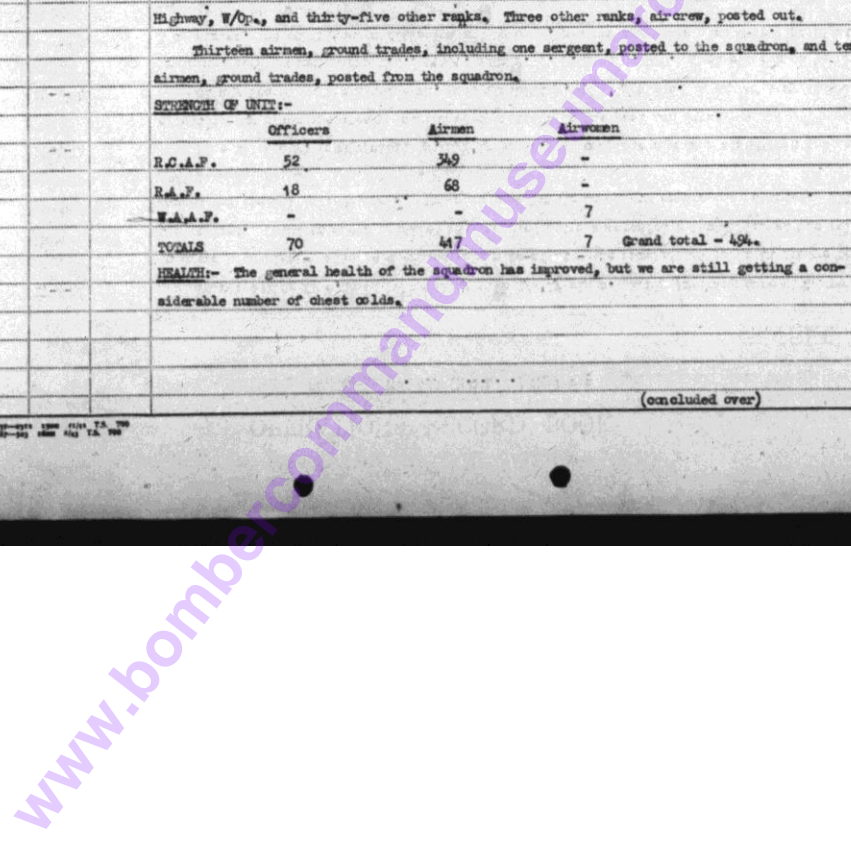 Highway, W/Op., and thirty-five other ranks. Three other ranks, aircrew, posted out.
Thirteen airmen, ground trades, including one sergeant, posted to the squadron, and te
airmen, ground trades, posted from the squadron.
STRENGTH OF UNIT:-
Officers Airmen Airwomen
R.C.A.F. 52 349 -
R.A.F. 18 68 -
W.A.A.F. - - 7
TOTALS 70 417 7 Grand total - 494.
HEALTH:- The general health of the squadron has improved, but we are still getting a con-
siderable number of chest colds.
(concluded over)
www.bombercommandmuseumarc